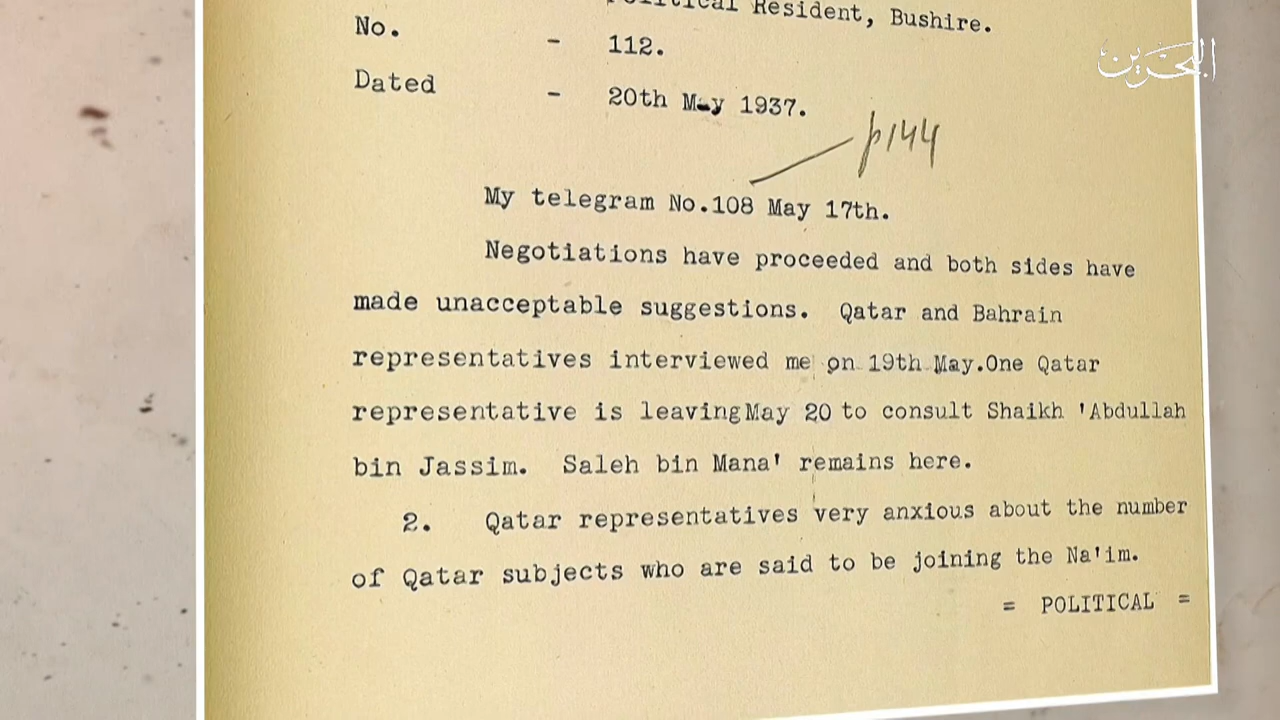 Political Resident, Bushire.
البحرين
No. - 112.
Dated - 20th May 1937.
p144
My telegram No.108 May 17th.
Negotiations have proceeded and both sides have
made unacceptable suggestions. Qatar and Bahrain
representatives interviewed me on 19th May.One Qatar
representative is leaving May 20 to consult Shaikh 'Abdullah
bin Jassim. Saleh bin Mana' remains here.
2. Qatar representatives very anxious about the number
of Qatar subjects who are said to be joining the Na'im.
= POLITICAL =